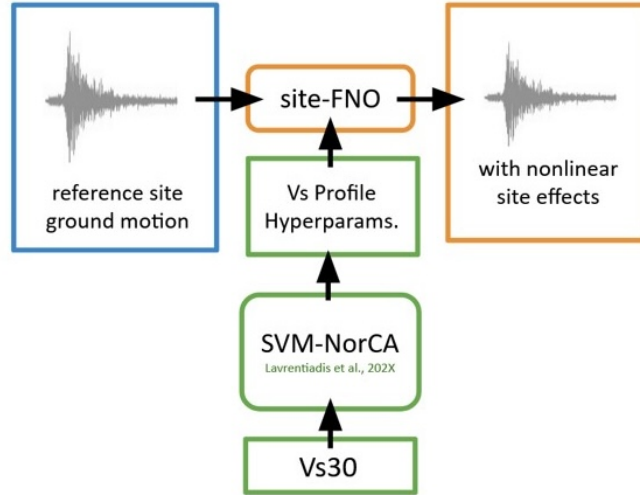 reference site
ground motion
site-FNO
with nonlinear
site effects
Vs Profile
Hyperparams.
SVM-NorCA
Lavrentiadis et al., 202X
Vs30